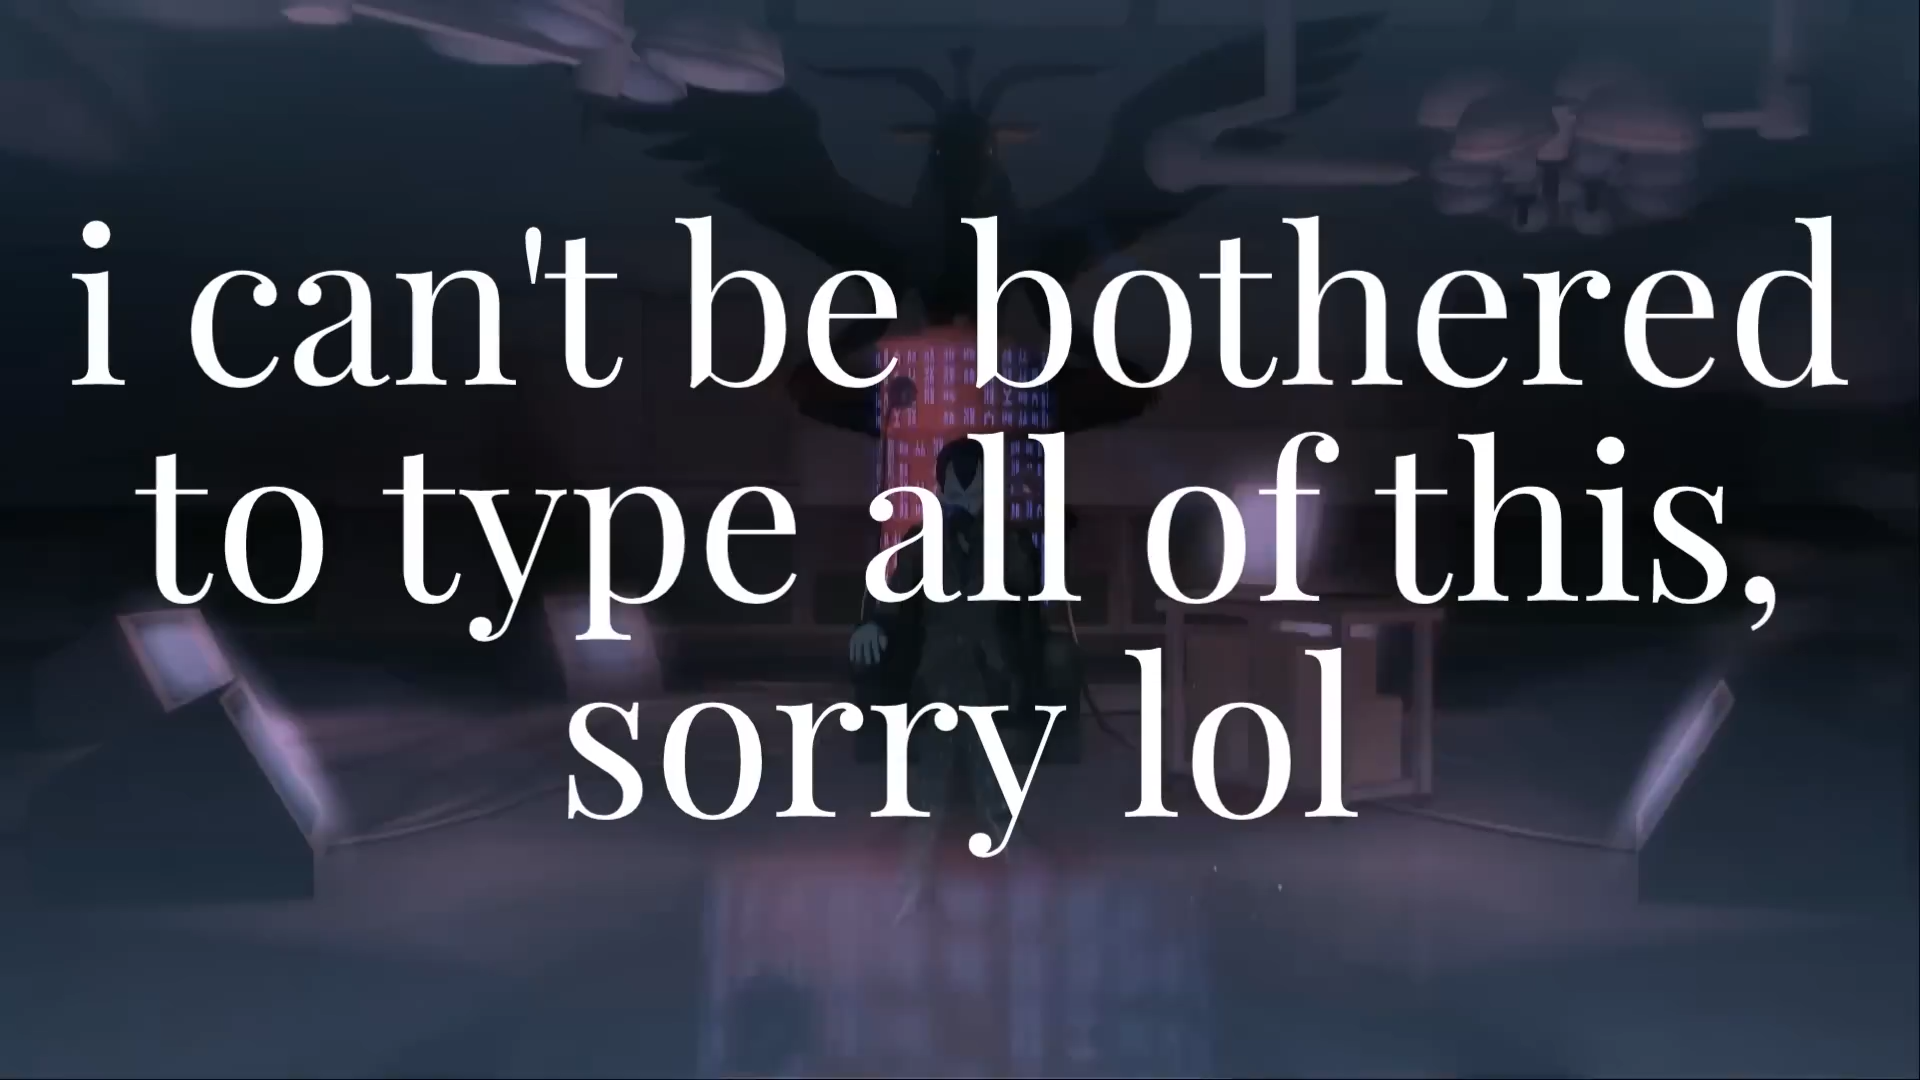 i can't be bothered
to type all of this,
sorry lol